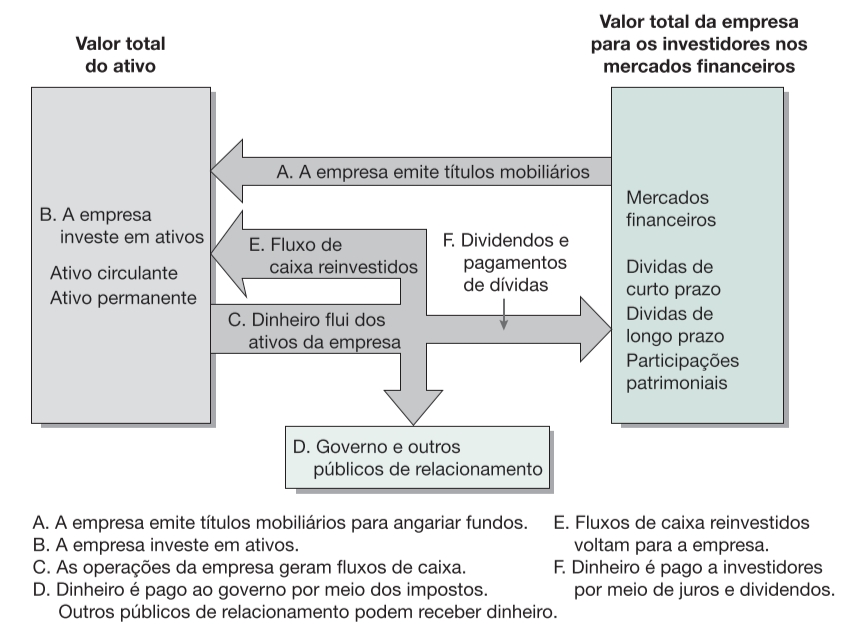 Valor total
do ativo
Valor total da empresa
para os investidores nos
mercados financeiros
A. A empresa emite títulos mobiliários
B. A empresa
investe em ativos
Ativo circulante
Ativo permanente
E. Fluxo de
caixa reinvestidos
F. Dividendos e
pagamentos
de dívidas
C. Dinheiro flui dos
ativos da empresa
Mercados
financeiros
Dividas de
curto prazo
Dividas de
longo prazo
Participações
patrimoniais
D. Governo e outros
públicos de relacionamento
A. A empresa emite títulos mobiliários para angariar fundos.
B. A empresa investe em ativos.
C. As operações da empresa geram fluxos de caixa.
D. Dinheiro é pago ao governo por meio dos impostos.
Outros públicos de relacionamento podem receber dinheiro.
E. Fluxos de caixa reinvestidos
voltam para a empresa.
F. Dinheiro é pago a investidores
por meio de juros e dividendos.